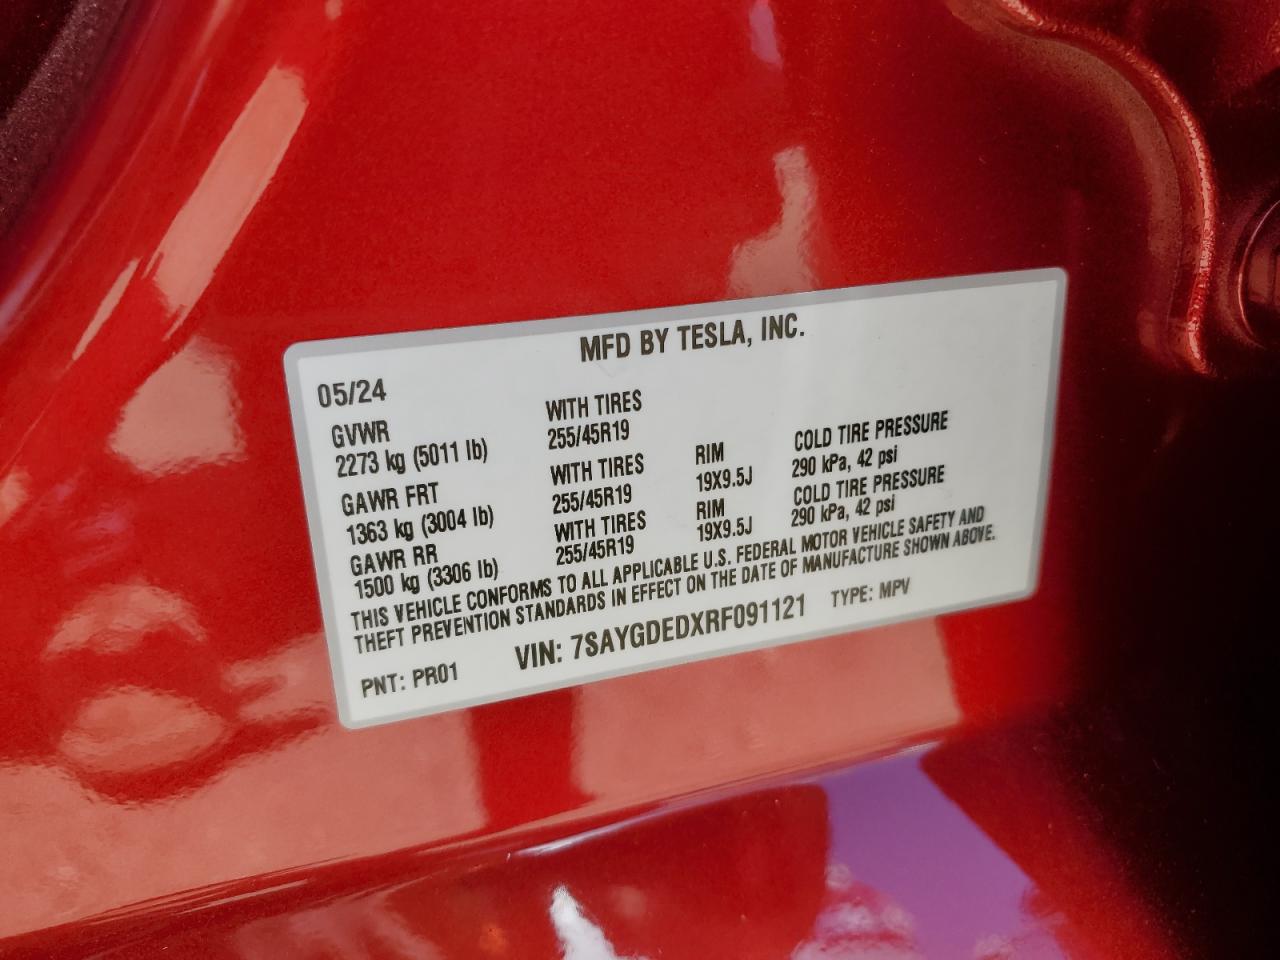 MFD BY TESLA, INC.
05/24
GVWR WITH TIRES
2273 kg (5011 lb) 255/45R19
GAWR FRT WITH TIRES RIM COLD TIRE PRESSURE
1363 kg (3004 lb) 255/45R19 19X9.5J 290 kPa, 42 psi
GAWR RR WITH TIRES RIM COLD TIRE PRESSURE
1500 kg (3306 lb) 255/45R19 19X9.5J 290 kPa, 42 psi
THIS VEHICLE CONFORMS TO ALL APPLICABLE U.S. FEDERAL MOTOR VEHICLE SAFETY AND
THEFT PREVENTION STANDARDS IN EFFECT ON THE DATE OF MANUFACTURE SHOWN ABOVE.
PNT: PR01 VIN: 7SAYGDEDXRF091121 TYPE: MPV